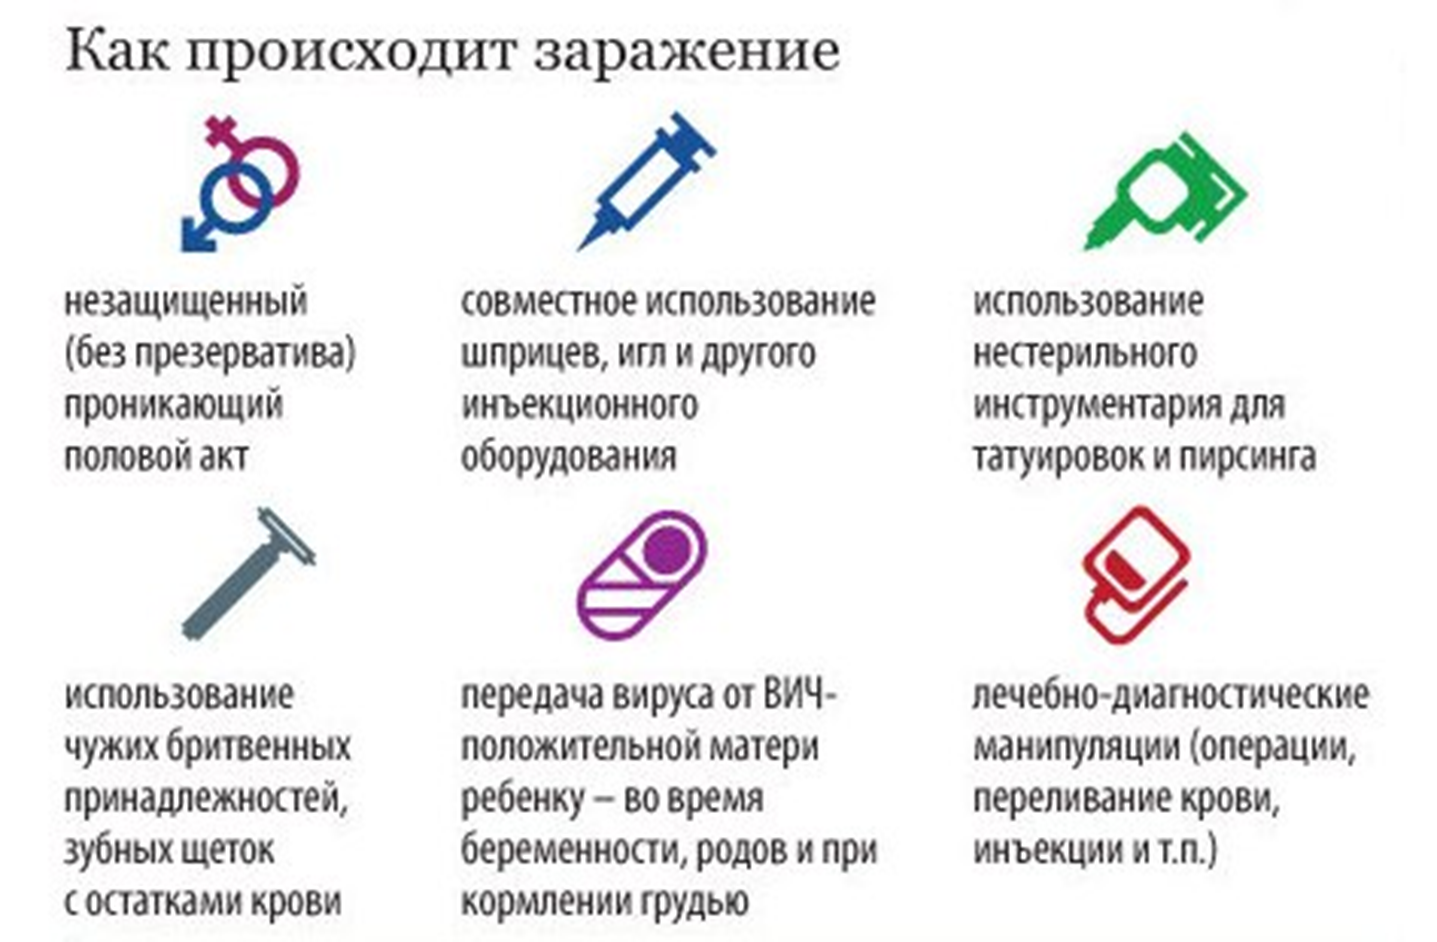 Как происходит заражение
незащищенный
(без презерватива)
проникающий
половой акт
совместное использование
шприцев, игл и другого
инъекционного
оборудования
использование
нестерильного
инструментария для
татуировок и пирсинга
использование
чужих бритвенных
принадлежностей,
зубных щеток
с остатками крови
передача вируса от ВИЧ-
положительной матери
ребенку – во время
беременности, родов и при
кормлении грудью
лечебно-диагностические
манипуляции (операции,
переливание крови,
инъекции и т.п.)